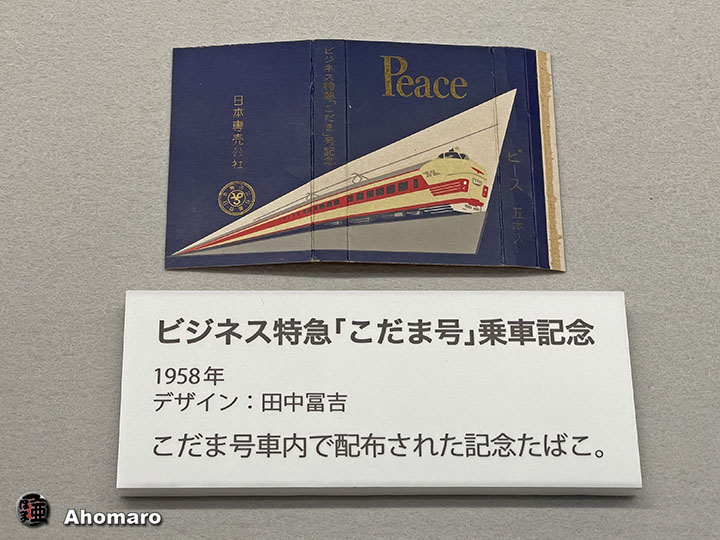 Peace
ビジネス特急「こだま」号記念
日本専売公社
ピース 五本入
ビジネス特急「こだま号」乗車記念
1958年
デザイン：田中冨吉
こだま号車内で配布された記念たばこ。
Ahomaro